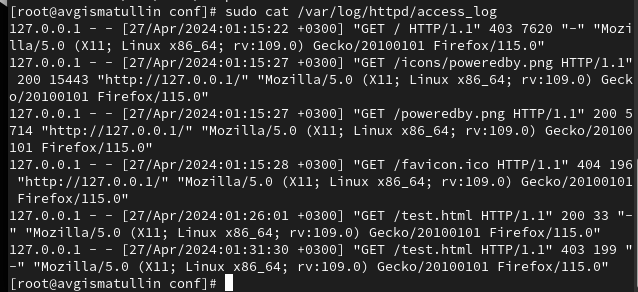 [root@avgismatullin conf]# sudo cat /var/log/httpd/access_log
127.0.0.1 - - [27/Apr/2024:01:15:22 +0300] "GET / HTTP/1.1" 403 7620 "-" "Mozi
lla/5.0 (X11; Linux x86_64; rv:109.0) Gecko/20100101 Firefox/115.0"
127.0.0.1 - - [27/Apr/2024:01:15:27 +0300] "GET /icons/poweredby.png HTTP/1.1"
 200 15443 "http://127.0.0.1/" "Mozilla/5.0 (X11; Linux x86_64; rv:109.0) Geck
o/20100101 Firefox/115.0"
127.0.0.1 - - [27/Apr/2024:01:15:27 +0300] "GET /poweredby.png HTTP/1.1" 200 5
714 "http://127.0.0.1/" "Mozilla/5.0 (X11; Linux x86_64; rv:109.0) Gecko/20100
101 Firefox/115.0"
127.0.0.1 - - [27/Apr/2024:01:15:28 +0300] "GET /favicon.ico HTTP/1.1" 404 196
 "http://127.0.0.1/" "Mozilla/5.0 (X11; Linux x86_64; rv:109.0) Gecko/20100101
 Firefox/115.0"
127.0.0.1 - - [27/Apr/2024:01:26:01 +0300] "GET /test.html HTTP/1.1" 200 33 "-
" "Mozilla/5.0 (X11; Linux x86_64; rv:109.0) Gecko/20100101 Firefox/115.0"
127.0.0.1 - - [27/Apr/2024:01:31:30 +0300] "GET /test.html HTTP/1.1" 403 199 "
-" "Mozilla/5.0 (X11; Linux x86_64; rv:109.0) Gecko/20100101 Firefox/115.0"
[root@avgismatullin conf]#